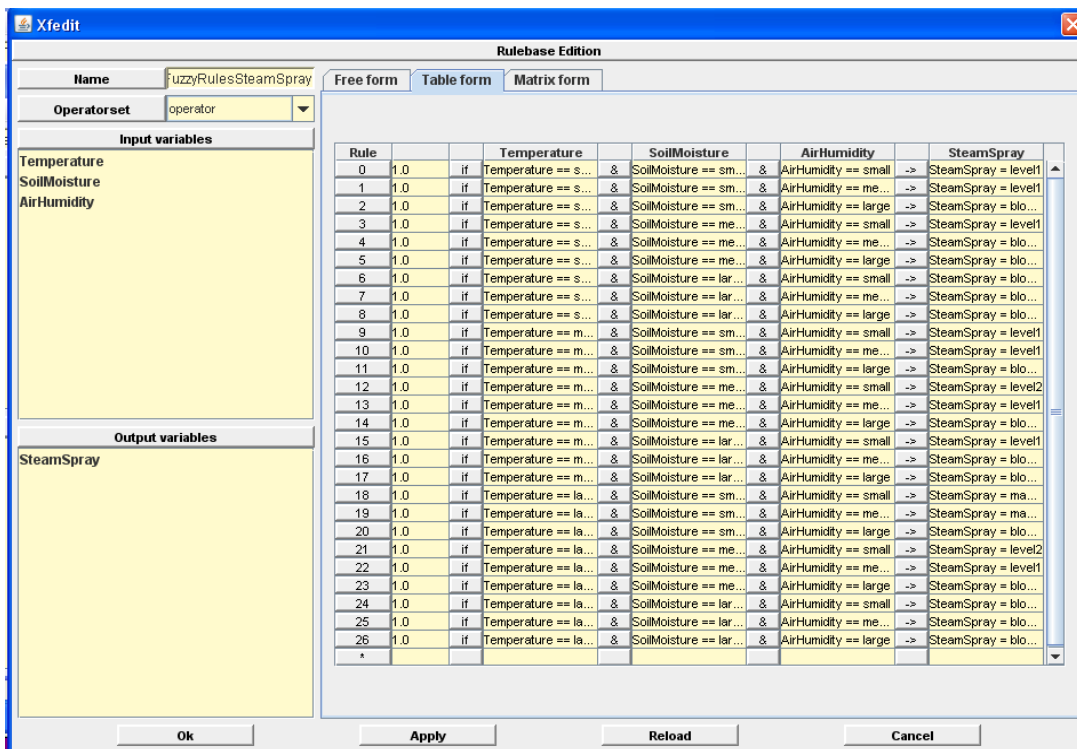 Xfedit
Rulebase Edition
Name
uzzyRulesSteamSpray
Operatorset
operator
Input variables
Temperature
SoilMoisture
AirHumidity
Output variables
SteamSpray
Free form Table form Matrix form
Rule Temperature SoilMoisture AirHumidity SteamSpray
0 1.0 if Temperature == s... & SoilMoisture == sm... & AirHumidity == small -> SteamSpray = level1
1 1.0 if Temperature == s... & SoilMoisture == sm... & AirHumidity == me... -> SteamSpray = level1
2 1.0 if Temperature == s... & SoilMoisture == sm... & AirHumidity == large -> SteamSpray = blo...
3 1.0 if Temperature == s... & SoilMoisture == me... & AirHumidity == small -> SteamSpray = level1
4 1.0 if Temperature == s... & SoilMoisture == me... & AirHumidity == me... -> SteamSpray = blo...
5 1.0 if Temperature == s... & SoilMoisture == me... & AirHumidity == large -> SteamSpray = blo...
6 1.0 if Temperature == s... & SoilMoisture == lar... & AirHumidity == small -> SteamSpray = blo...
7 1.0 if Temperature == s... & SoilMoisture == lar... & AirHumidity == me... -> SteamSpray = blo...
8 1.0 if Temperature == s... & SoilMoisture == lar... & AirHumidity == large -> SteamSpray = blo...
9 1.0 if Temperature == m... & SoilMoisture == sm... & AirHumidity == small -> SteamSpray = level1
10 1.0 if Temperature == m... & SoilMoisture == sm... & AirHumidity == me... -> SteamSpray = level1
11 1.0 if Temperature == m... & SoilMoisture == sm... & AirHumidity == large -> SteamSpray = blo...
12 1.0 if Temperature == m... & SoilMoisture == me... & AirHumidity == small -> SteamSpray = level2
13 1.0 if Temperature == m... & SoilMoisture == me... & AirHumidity == me... -> SteamSpray = level1
14 1.0 if Temperature == m... & SoilMoisture == me... & AirHumidity == large -> SteamSpray = blo...
15 1.0 if Temperature == m... & SoilMoisture == lar... & AirHumidity == small -> SteamSpray = level1
16 1.0 if Temperature == m... & SoilMoisture == lar... & AirHumidity == me... -> SteamSpray = blo...
17 1.0 if Temperature == m... & SoilMoisture == lar... & AirHumidity == large -> SteamSpray = blo...
18 1.0 if Temperature == la... & SoilMoisture == sm... & AirHumidity == small -> SteamSpray = ma...
19 1.0 if Temperature == la... & SoilMoisture == sm... & AirHumidity == me... -> SteamSpray = ma...
20 1.0 if Temperature == la... & SoilMoisture == sm... & AirHumidity == large -> SteamSpray = blo...
21 1.0 if Temperature == la... & SoilMoisture == me... & AirHumidity == small -> SteamSpray = level2
22 1.0 if Temperature == la... & SoilMoisture == me... & AirHumidity == me... -> SteamSpray = level1
23 1.0 if Temperature == la... & SoilMoisture == me... & AirHumidity == large -> SteamSpray = blo...
24 1.0 if Temperature == la... & SoilMoisture == lar... & AirHumidity == small -> SteamSpray = blo...
25 1.0 if Temperature == la... & SoilMoisture == lar... & AirHumidity == me... -> SteamSpray = blo...
26 1.0 if Temperature == la... & SoilMoisture == lar... & AirHumidity == large -> SteamSpray = blo...
*
Ok Apply Reload Cancel